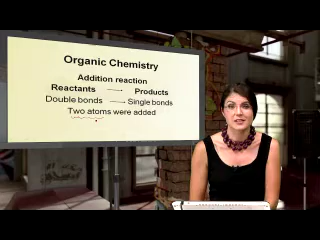 Organic Chemistry
Addition reaction
Reactants → Products
Double bonds → Single bonds
Two atoms were added